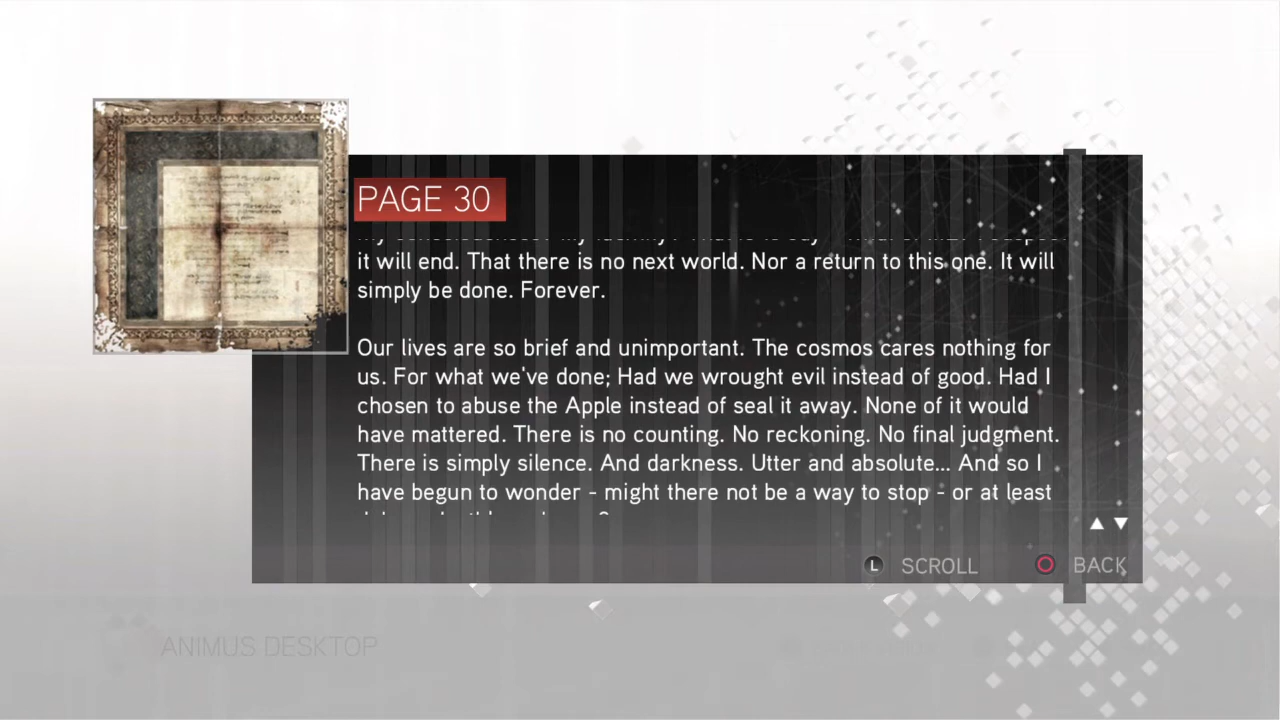 PAGE 30
it will end. That there is no next world. Nor a return to this one. It will
simply be done. Forever.
Our lives are so brief and unimportant. The cosmos cares nothing for
us. For what we've done; Had we wrought evil instead of good. Had I
chosen to abuse the Apple instead of seal it away. None of it would
have mattered. There is no counting. No reckoning. No final judgment.
There is simply silence. And darkness. Utter and absolute... And so I
have begun to wonder - might there not be a way to stop - or at least
L SCROLL BACK
ANIMUS DESKTOP